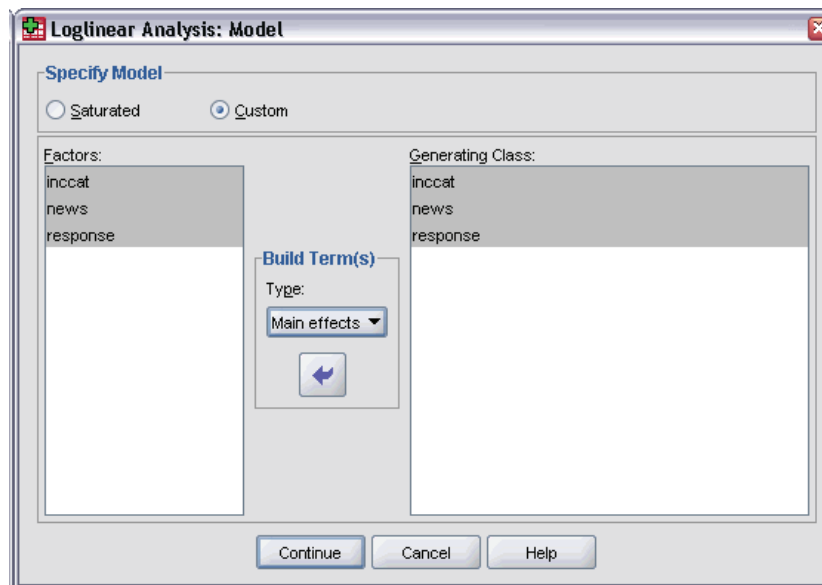 Loglinear Analysis: Model
Specify Model
Saturated
Custom
Factors:
inccat
news
response
Build Term(s)
Type:
Main effects
Generating Class:
inccat
news
response
Continue
Cancel
Help